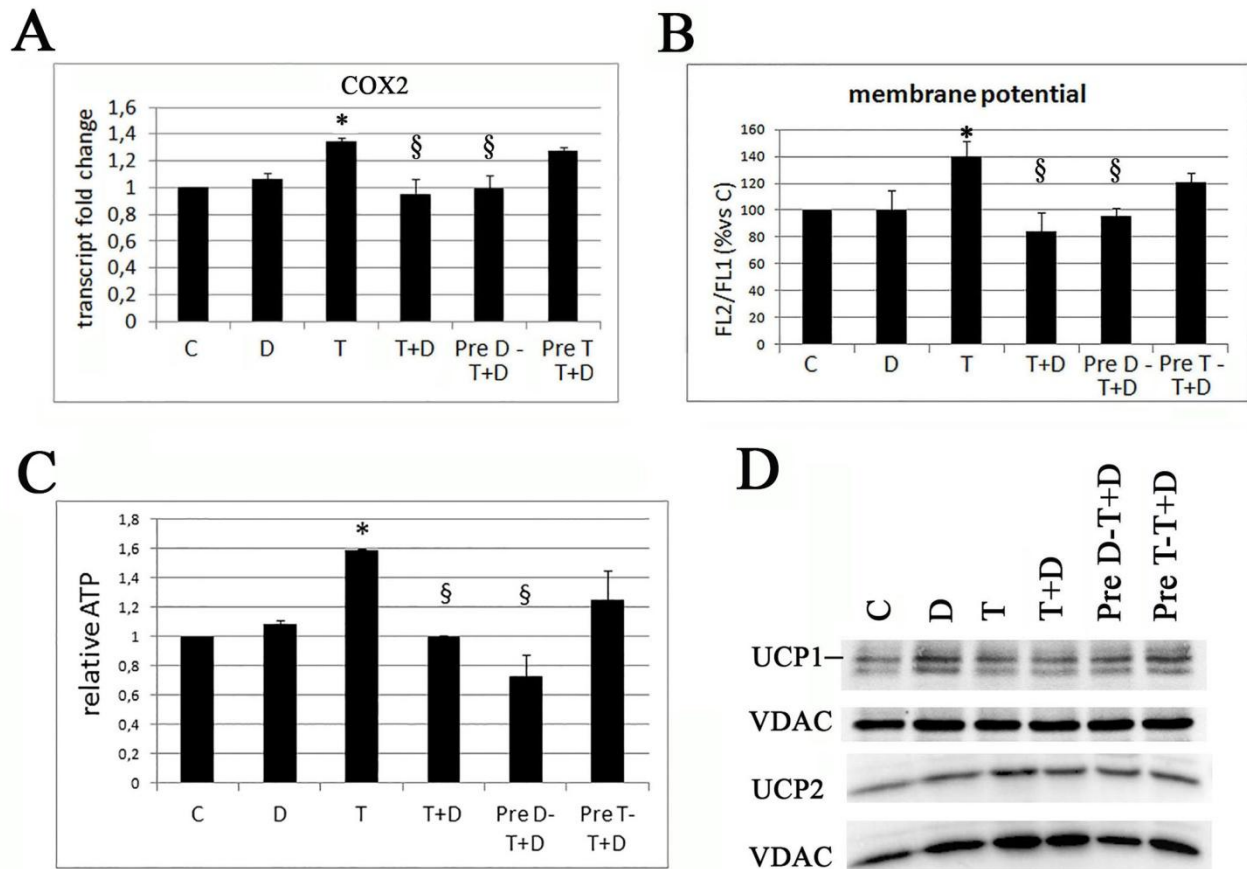 A
COX2
transcript fold change
1,6
1,4
1,2
1
0,8
0,6
0,4
0,2
0
*
§
§
C
D
T
T+D
Pre D -
T+D
Pre T
T+D
B
membrane potential
FL2/FL1 (%vs C)
160
140
120
100
80
60
40
20
0
*
§
§
C
D
T
T+D
Pre D -
T+D
Pre T -
T+D
C
relative ATP
1,8
1,6
1,4
1,2
1
0,8
0,6
0,4
0,2
0
*
§
§
C
D
T
T+D
Pre D-
T+D
Pre T-
T+D
D
C
D
T
T+D
Pre D-T+D
Pre T-T+D
UCP1
VDAC
UCP2
VDAC